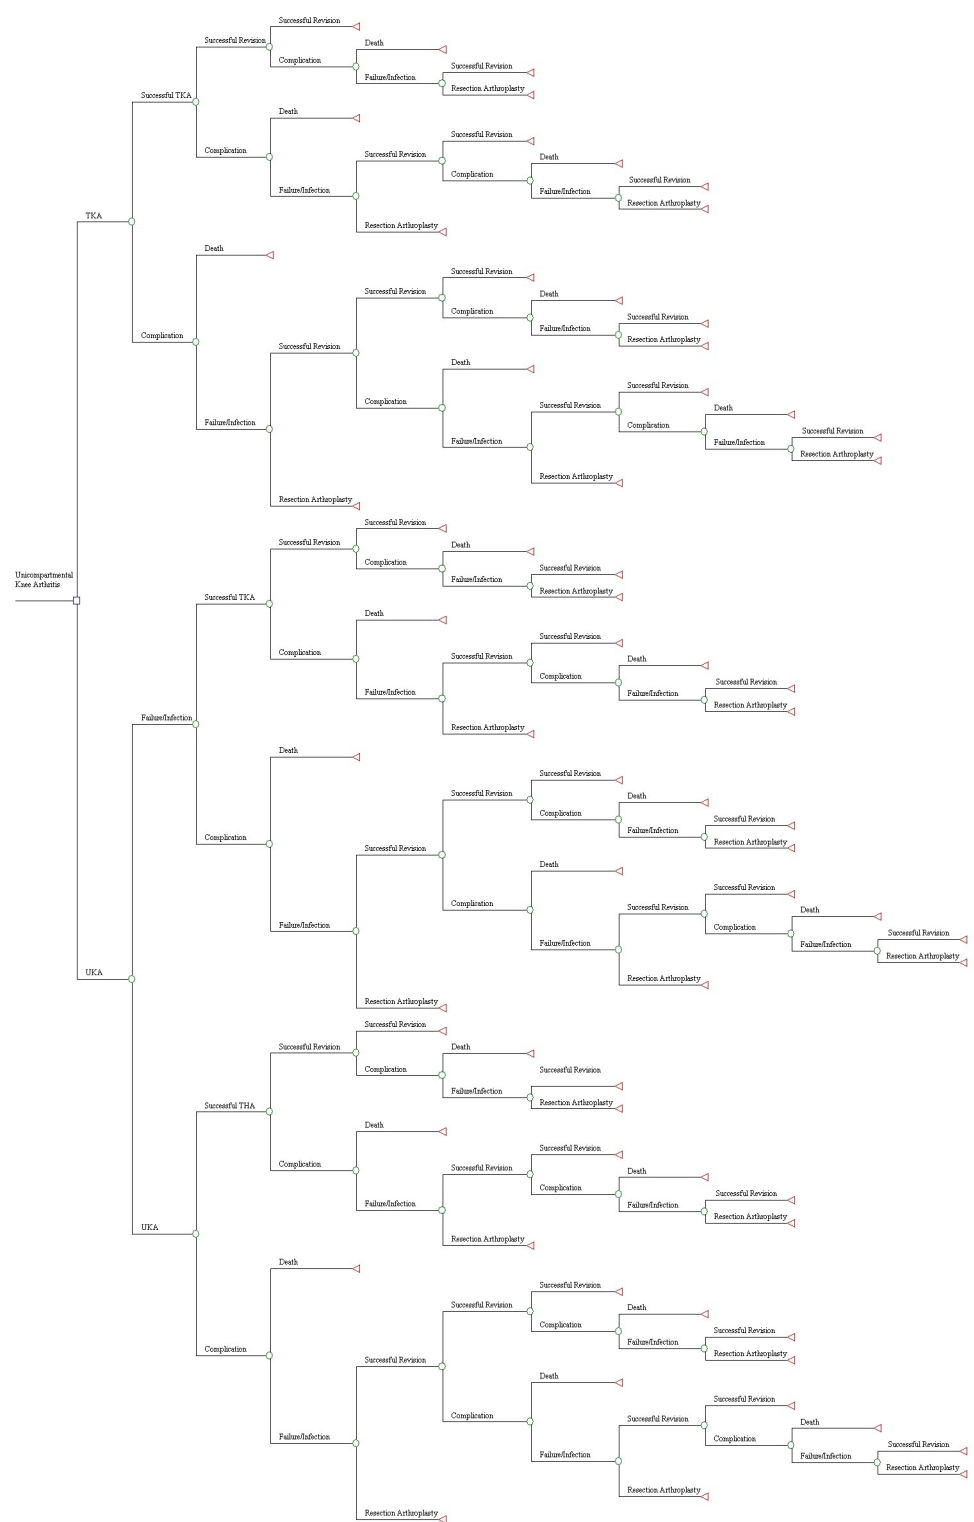 Successful Revision
Successful Revision
Death
Complication
Successful Revision
Failure/Infection
Resection Arthroplasty
Successful TKA
Death
Successful Revision
Complication
Successful Revision
Death
Complication
Successful Revision
Failure/Infection
Failure/Infection
Resection Arthroplasty
TKA
Resection Arthroplasty
Death
Successful Revision
Successful Revision
Death
Complication
Successful Revision
Failure/Infection
Complication
Resection Arthroplasty
Successful Revision
Death
Successful Revision
Complication
Successful Revision
Death
Failure/Infection
Complication
Successful Revision
Failure/Infection
Failure/Infection
Resection Arthroplasty
Resection Arthroplasty
Resection Arthroplasty
Successful Revision
Successful Revision
Death
Complication
Successful Revision
Unicompartmental
Failure/Infection
Knee Arthritis
Resection Arthroplasty
Successful TKA
Death
Successful Revision
Complication
Successful Revision
Death
Complication
Successful Revision
Failure/Infection
Failure/Infection
Resection Arthroplasty
Failure/Infection
Resection Arthroplasty
Death
Successful Revision
Successful Revision
Death
Complication
Successful Revision
Failure/Infection
Complication
Resection Arthroplasty
Successful Revision
Death
Successful Revision
Complication
Successful Revision
Death
Complication
Successful Revision
Failure/Infection
Failure/Infection
Failure/Infection
Resection Arthroplasty
UKA
Resection Arthroplasty
Resection Arthroplasty
Successful Revision
Successful Revision
Death
Complication
Successful Revision
Failure/Infection
Resection Arthroplasty
Successful THA
Death
Successful Revision
Complication
Successful Revision
Death
Complication
Successful Revision
Failure/Infection
Failure/Infection
Resection Arthroplasty
UKA
Resection Arthroplasty
Death
Successful Revision
Successful Revision
Death
Complication
Successful Revision
Failure/Infection
Complication
Resection Arthroplasty
Successful Revision
Death
Successful Revision
Complication
Successful Revision
Death
Failure/Infection
Complication
Successful Revision
Failure/Infection
Failure/Infection
Resection Arthroplasty
Resection Arthroplasty
Resection Arthroplasty